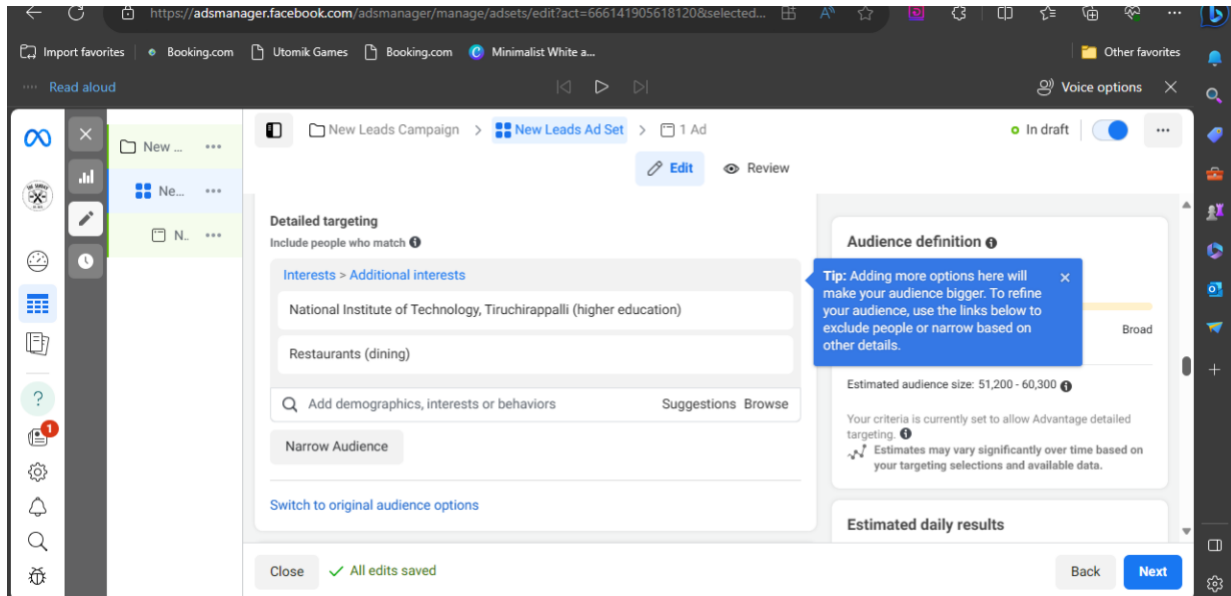 https://adsmanager.facebook.com/adsmanager/manage/adsets/edit?act=666141905618120&selected...
Import favorites
Booking.com
Utomik Games
Booking.com
Minimalist White a...
Other favorites
Read aloud
Voice options
New Leads Campaign > New Leads Ad Set > 1 Ad
In draft
Edit
Review
New ...
Ne...
N..
Detailed targeting
Include people who match
Interests > Additional interests
National Institute of Technology, Tiruchirappalli (higher education)
Restaurants (dining)
Add demographics, interests or behaviors
Suggestions Browse
Narrow Audience
Switch to original audience options
Audience definition
Tip: Adding more options here will
make your audience bigger. To refine
your audience, use the links below to
exclude people or narrow based on
other details.
Broad
Estimated audience size: 51,200 - 60,300
Your criteria is currently set to allow Advantage detailed
targeting.
Estimates may vary significantly over time based on
your targeting selections and available data.
Estimated daily results
1
Close
All edits saved
Back
Next